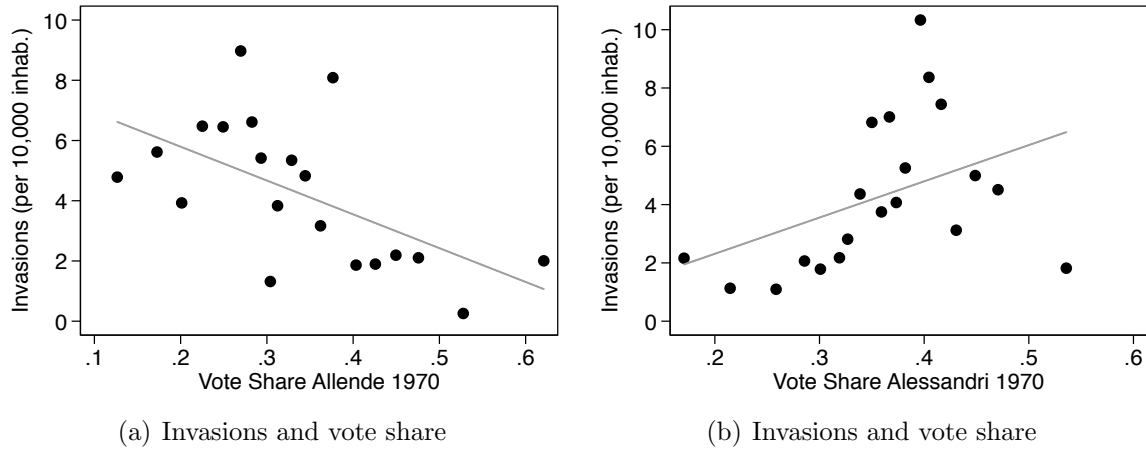 Invasions (per 10,000 inhab.)
10
8
6
4
2
0
.1 .2 .3 .4 .5 .6
Vote Share Allende 1970
(a) Invasions and vote share
Invasions (per 10,000 inhab.)
10
8
6
4
2
0
.2 .3 .4 .5 .6
Vote Share Alessandri 1970
(b) Invasions and vote share